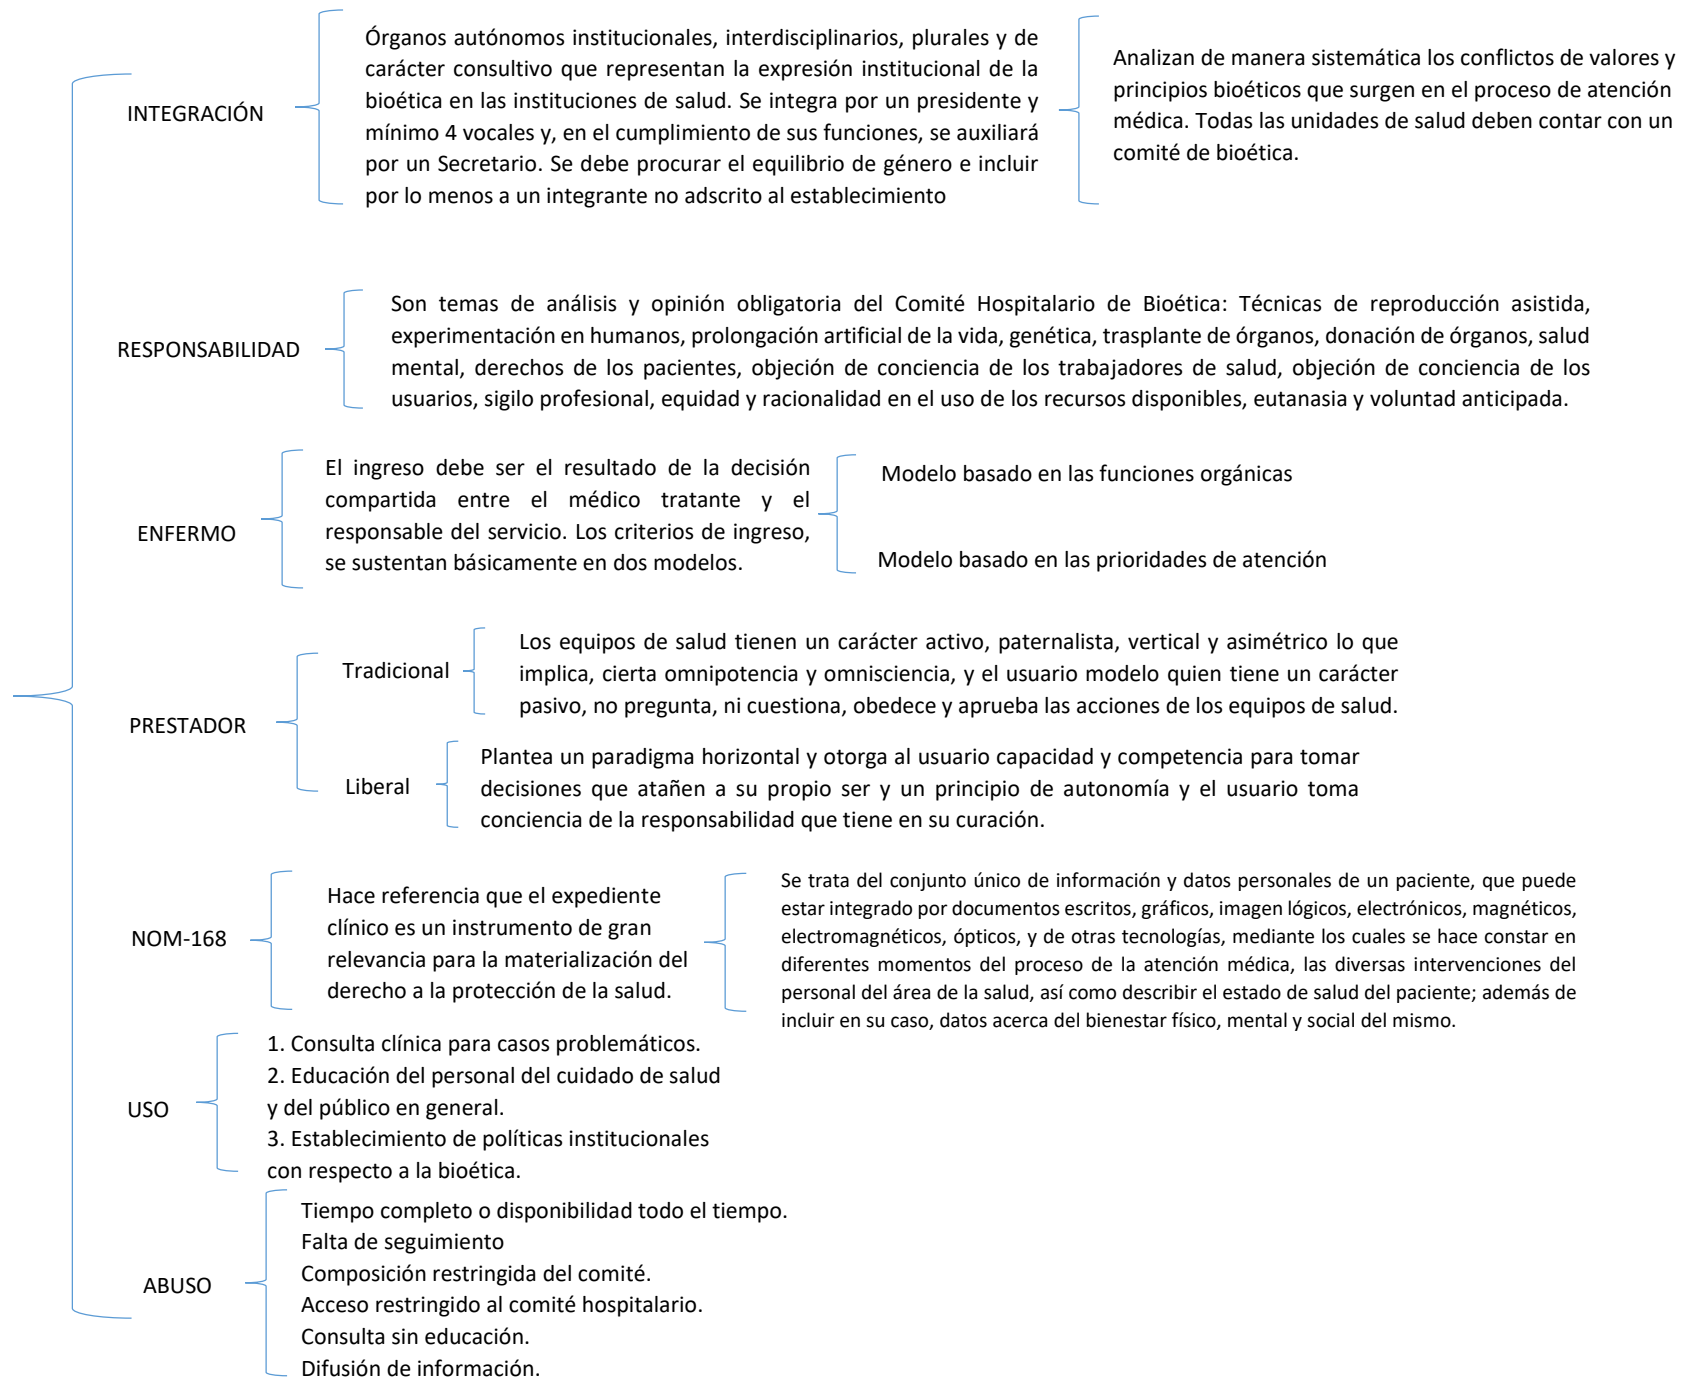 INTEGRACIÓN
Órganos autónomos institucionales, interdisciplinarios, plurales y de
carácter consultivo que representan la expresión institucional de la
bioética en las instituciones de salud. Se integra por un presidente y
mínimo 4 vocales y, en el cumplimiento de sus funciones, se auxiliará
por un Secretario. Se debe procurar el equilibrio de género e incluir
por lo menos a un integrante no adscrito al establecimiento
Analizan de manera sistemática los conflictos de valores y
principios bioéticos que surgen en el proceso de atención
médica. Todas las unidades de salud deben contar con un
comité de bioética.
RESPONSABILIDAD
Son temas de análisis y opinión obligatoria del Comité Hospitalario de Bioética: Técnicas de reproducción asistida,
experimentación en humanos, prolongación artificial de la vida, genética, trasplante de órganos, donación de órganos, salud
mental, derechos de los pacientes, objeción de conciencia de los trabajadores de salud, objeción de conciencia de los
usuarios, sigilo profesional, equidad y racionalidad en el uso de los recursos disponibles, eutanasia y voluntad anticipada.
ENFERMO
El ingreso debe ser el resultado de la decisión
compartida entre el médico tratante y el
responsable del servicio. Los criterios de ingreso,
se sustentan básicamente en dos modelos.
Modelo basado en las funciones orgánicas
Modelo basado en las prioridades de atención
PRESTADOR
Tradicional
Los equipos de salud tienen un carácter activo, paternalista, vertical y asimétrico lo que
implica, cierta omnipotencia y omnisciencia, y el usuario modelo quien tiene un carácter
pasivo, no pregunta, ni cuestiona, obedece y aprueba las acciones de los equipos de salud.
Liberal
Plantea un paradigma horizontal y otorga al usuario capacidad y competencia para tomar
decisiones que atañen a su propio ser y un principio de autonomía y el usuario toma
conciencia de la responsabilidad que tiene en su curación.
NOM-168
Hace referencia que el expediente
clínico es un instrumento de gran
relevancia para la materialización del
derecho a la protección de la salud.
Se trata del conjunto único de información y datos personales de un paciente, que puede
estar integrado por documentos escritos, gráficos, imagen lógicos, electrónicos, magnéticos,
electromagnéticos, ópticos, y de otras tecnologías, mediante los cuales se hace constar en
diferentes momentos del proceso de la atención médica, las diversas intervenciones del
personal del área de la salud, así como describir el estado de salud del paciente; además de
incluir en su caso, datos acerca del bienestar físico, mental y social del mismo.
USO
1. Consulta clínica para casos problemáticos.
2. Educación del personal del cuidado de salud
y del público en general.
3. Establecimiento de políticas institucionales
con respecto a la bioética.
ABUSO
Tiempo completo o disponibilidad todo el tiempo.
Falta de seguimiento
Composición restringida del comité.
Acceso restringido al comité hospitalario.
Consulta sin educación.
Difusión de información.